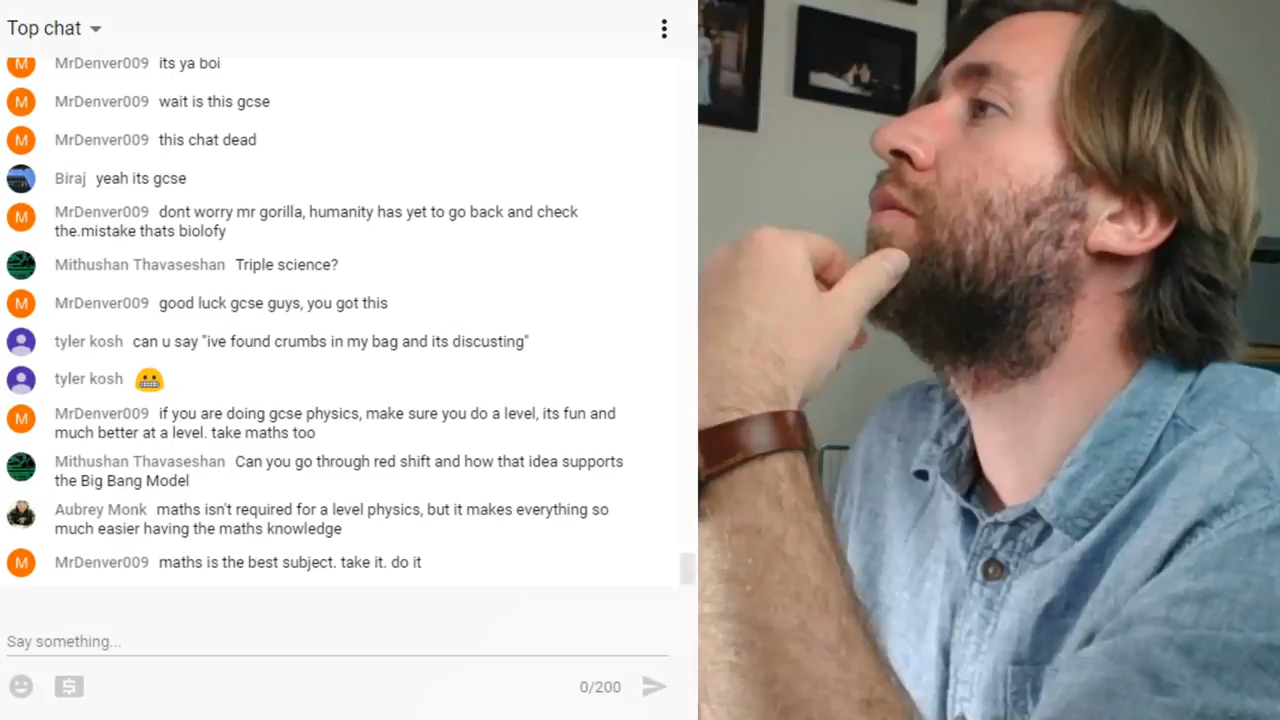 Top chat
M MrDenver009 its ya boi
M MrDenver009 wait is this gcse
M MrDenver009 this chat dead
Biraj yeah its gcse
M MrDenver009 dont worry mr gorilla, humanity has yet to go back and check
the.mistake thats biolofy
Mithushan Thavaseshan Triple science?
M MrDenver009 good luck gcse guys, you got this
tyler kosh can u say "ive found crumbs in my bag and its discusting"
tyler kosh 😬
M MrDenver009 if you are doing gcse physics, make sure you do a level, its fun and
much better at a level. take maths too
Mithushan Thavaseshan Can you go through red shift and how that idea supports
the Big Bang Model
Aubrey Monk maths isn't required for a level physics, but it makes everything so
much easier having the maths knowledge
M MrDenver009 maths is the best subject. take it. do it
Say something...
$ 0/200